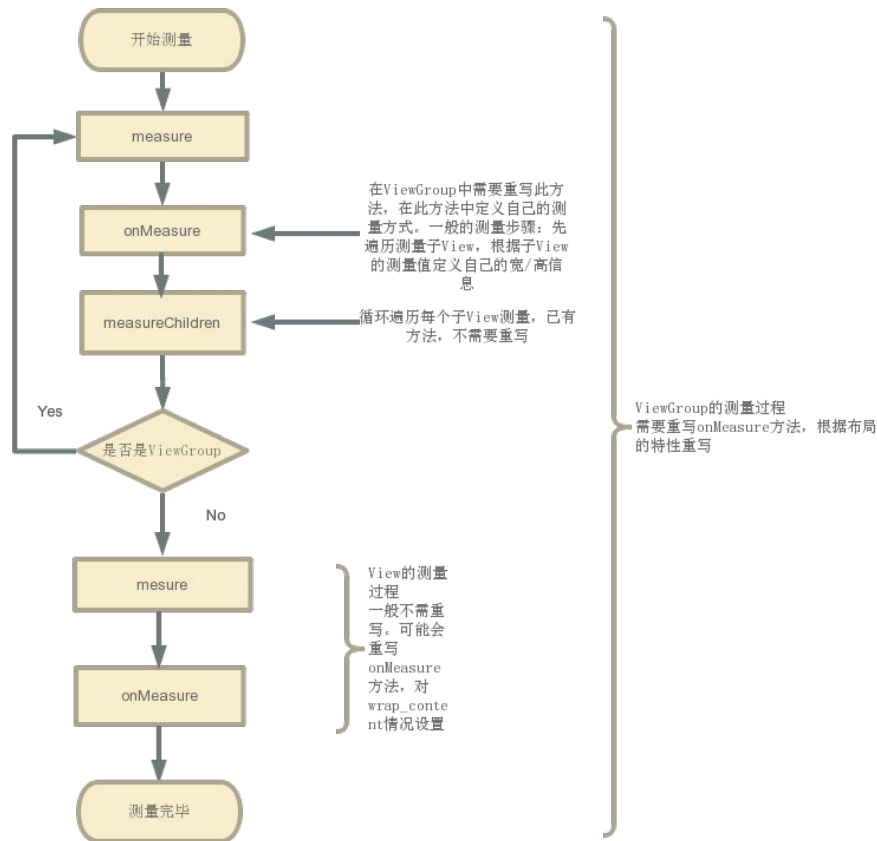 开始测量
measure
在ViewGroup中需要重写此方
法，在此方法中定义自己的测
量方式。一般的测量步骤：先
遍历测量子View，根据子View
的测量值定义自己的宽/高信
息
onMeasure
measureChildren
循环遍历每个子View测量，已有
方法，不需要重写
Yes
是否是ViewGroup
ViewGroup的测量过程
需要重写onMeasure方法，根据布局
的特性重写
No
mesure
View的测量
过程
一般不需重
写。可能会
重写
onMeasure
方法，对
wrap_conte
nt情况设置
onMeasure
测量完毕